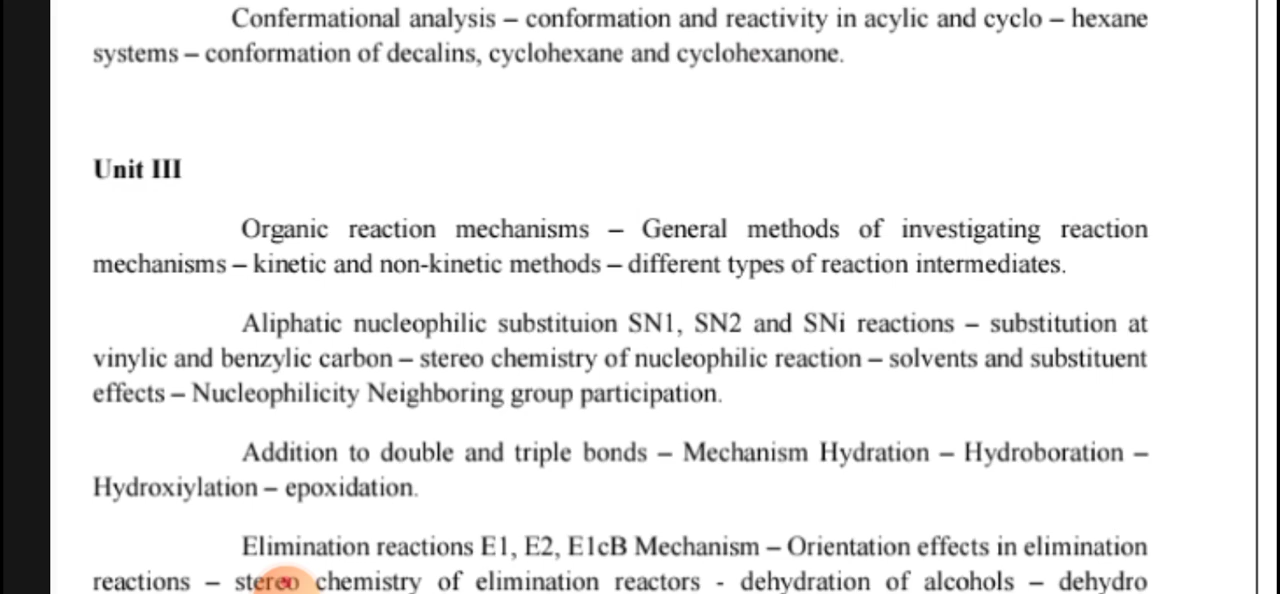 Confermational analysis – conformation and reactivity in acylic and cyclo – hexane
systems – conformation of decalins, cyclohexane and cyclohexanone.
Unit III
Organic reaction mechanisms – General methods of investigating reaction
mechanisms – kinetic and non-kinetic methods – different types of reaction intermediates.
Aliphatic nucleophilic substituion SN1, SN2 and SNi reactions – substitution at
vinylic and benzylic carbon – stereo chemistry of nucleophilic reaction – solvents and substituent
effects – Nucleophilicity Neighboring group participation.
Addition to double and triple bonds – Mechanism Hydration – Hydroboration –
Hydroxiylation – epoxidation.
Elimination reactions E1, E2, E1cB Mechanism – Orientation effects in elimination
reactions – stereo chemistry of elimination reactors - dehydration of alcohols – dehydro